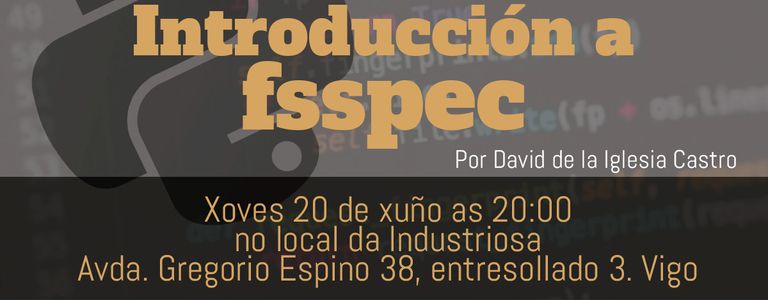 Introducción a
fsspec
Por David de la Iglesia Castro
Xoves 20 de xuño as 20:00
no local da Industriosa
Avda. Gregorio Espino 38, entresollado 3. Vigo